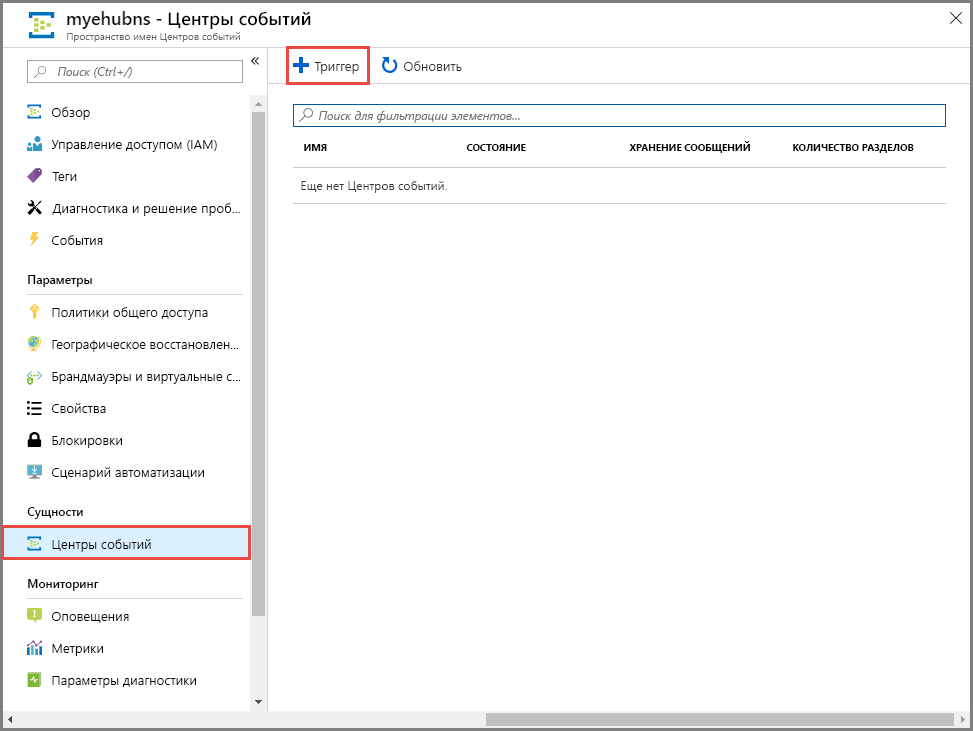 myehubns - Центры событий
Пространство имен Центров событий
Поиск (Ctrl+/)
Обзор
Управление доступом (IAM)
Теги
Диагностика и решение проб...
События
Параметры
Политики общего доступа
Географическое восстановлен...
Брандмауэры и виртуальные с...
Свойства
Блокировки
Сценарий автоматизации
Сущности
Центры событий
Мониторинг
Оповещения
Метрики
Параметры диагностики
Триггер Обновить
Поиск для фильтрации элементов...
ИМЯ СОСТОЯНИЕ ХРАНЕНИЕ СООБЩЕНИЙ КОЛИЧЕСТВО РАЗДЕЛОВ
Еще нет Центров событий.